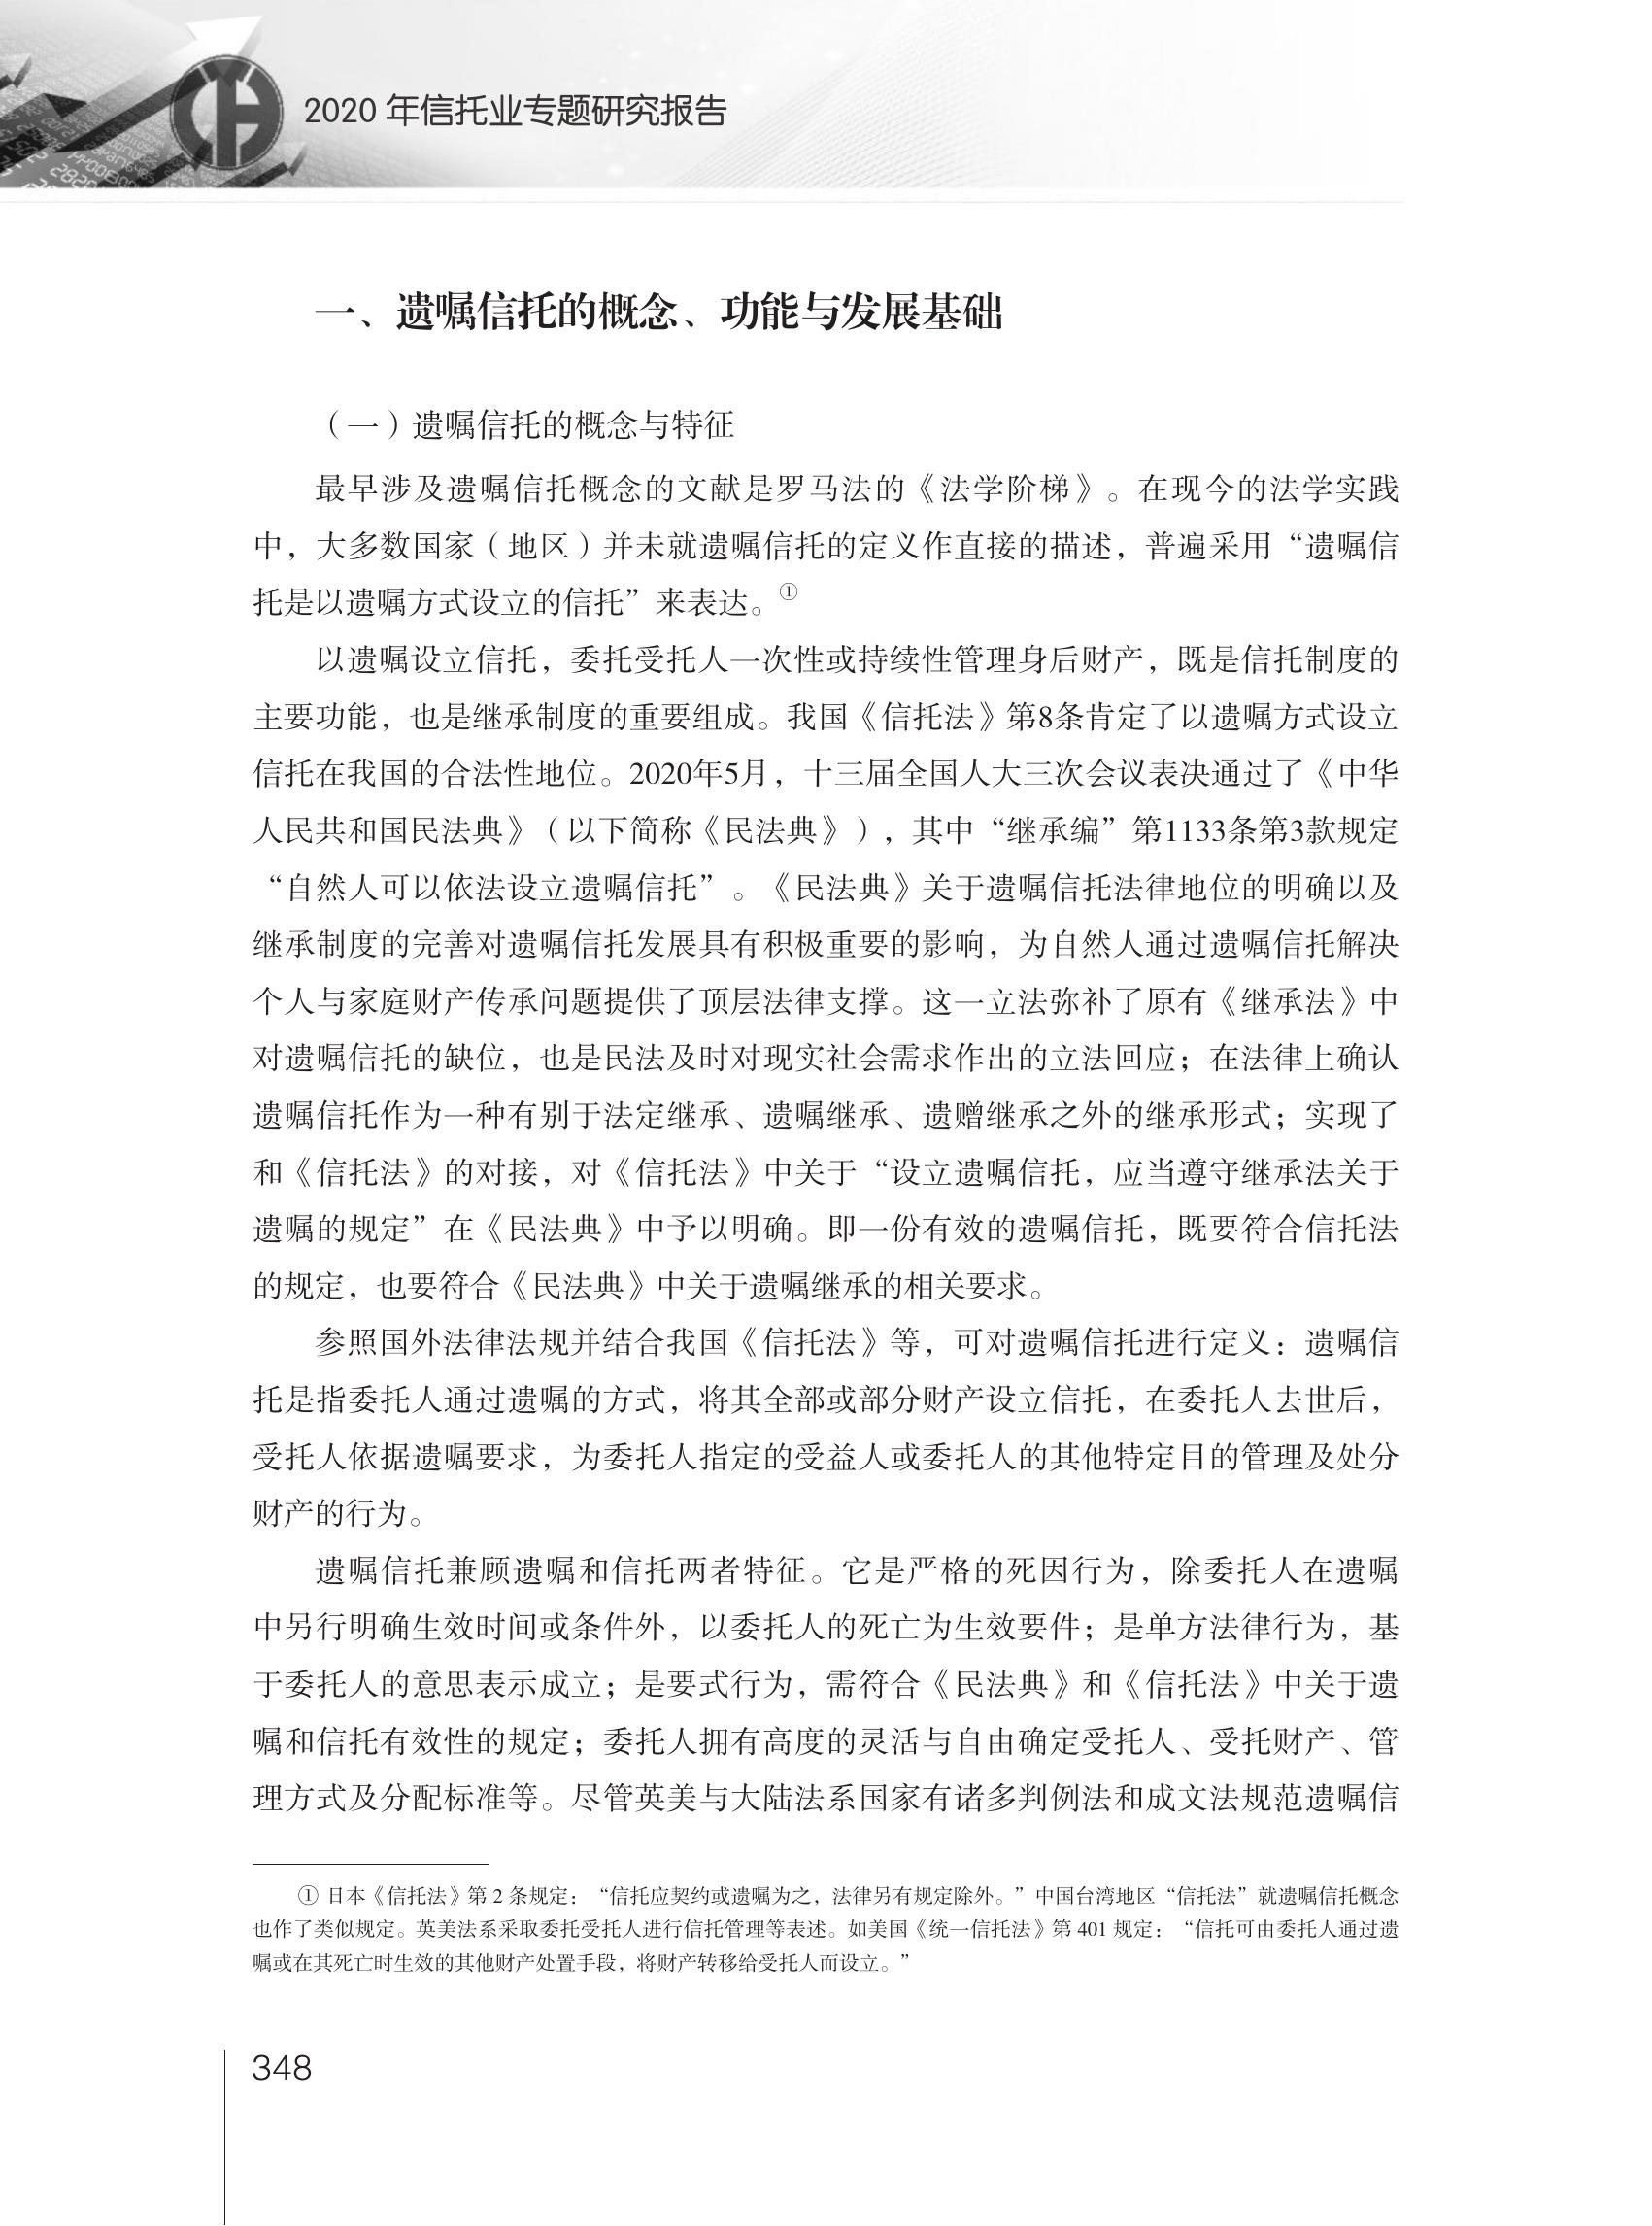 2020 年信托业专题研究报告
一、遗嘱信托的概念、功能与发展基础
（一）遗嘱信托的概念与特征
最早涉及遗嘱信托概念的文献是罗马法的《法学阶梯》。在现今的法学实践
中，大多数国家（地区）并未就遗嘱信托的定义作直接的描述，普遍采用“遗嘱信
托是以遗嘱方式设立的信托”来表达。①
以遗嘱设立信托，委托受托人一次性或持续性管理身后财产，既是信托制度的
主要功能，也是继承制度的重要组成。我国《信托法》第8条肯定了以遗嘱方式设立
信托在我国的合法性地位。2020年5月，十三届全国人大三次会议表决通过了《中华
人民共和国民法典》（以下简称《民法典》），其中“继承编”第1133条第3款规定
“自然人可以依法设立遗嘱信托”。《民法典》关于遗嘱信托法律地位的明确以及
继承制度的完善对遗嘱信托发展具有积极重要的影响，为自然人通过遗嘱信托解决
个人与家庭财产传承问题提供了顶层法律支撑。这一立法弥补了原有《继承法》中
对遗嘱信托的缺位，也是民法及时对现实社会需求作出的立法回应；在法律上确认
遗嘱信托作为一种有别于法定继承、遗嘱继承、遗赠继承之外的继承形式；实现了
和《信托法》的对接，对《信托法》中关于“设立遗嘱信托，应当遵守继承法关于
遗嘱的规定”在《民法典》中予以明确。即一份有效的遗嘱信托，既要符合信托法
的规定，也要符合《民法典》中关于遗嘱继承的相关要求。
参照国外法律法规并结合我国《信托法》等，可对遗嘱信托进行定义：遗嘱信
托是指委托人通过遗嘱的方式，将其全部或部分财产设立信托，在委托人去世后，
受托人依据遗嘱要求，为委托人指定的受益人或委托人的其他特定目的管理及处分
财产的行为。
遗嘱信托兼顾遗嘱和信托两者特征。它是严格的死因行为，除委托人在遗嘱
中另行明确生效时间或条件外，以委托人的死亡为生效要件；是单方法律行为，基
于委托人的意思表示成立；是要式行为，需符合《民法典》和《信托法》中关于遗
嘱和信托有效性的规定；委托人拥有高度的灵活与自由确定受托人、受托财产、管
理方式及分配标准等。尽管英美与大陆法系国家有诸多判例法和成文法规范遗嘱信
① 日本《信托法》第 2 条规定：“信托应契约或遗嘱为之，法律另有规定除外。”中国台湾地区“信托法”就遗嘱信托概念
也作了类似规定。英美法系采取委托受托人进行信托管理等表述。如美国《统一信托法》第 401 规定：“信托可由委托人通过遗
嘱或在其死亡时生效的其他财产处置手段，将财产转移给受托人而设立。”
348